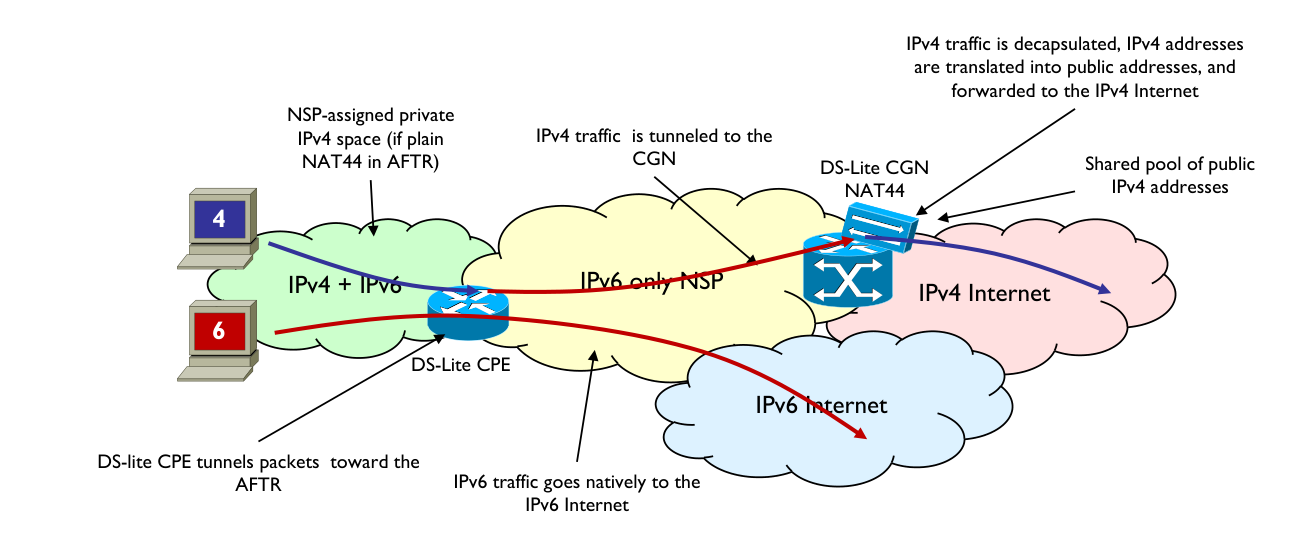 IPv4 traffic is decapsulated, IPv4 addresses
are translated into public addresses, and
forwarded to the IPv4 Internet
NSP-assigned private
IPv4 space (if plain
NAT44 in AFTR)
IPv4 traffic is tunneled to the
CGN
DS-Lite CGN
NAT44
Shared pool of public
IPv4 addresses
4
IPv4 + IPv6
IPv6 only NSP
IPv4 Internet
6
DS-Lite CPE
IPv6 Internet
DS-lite CPE tunnels packets toward the
AFTR
IPv6 traffic goes natively to the
IPv6 Internet